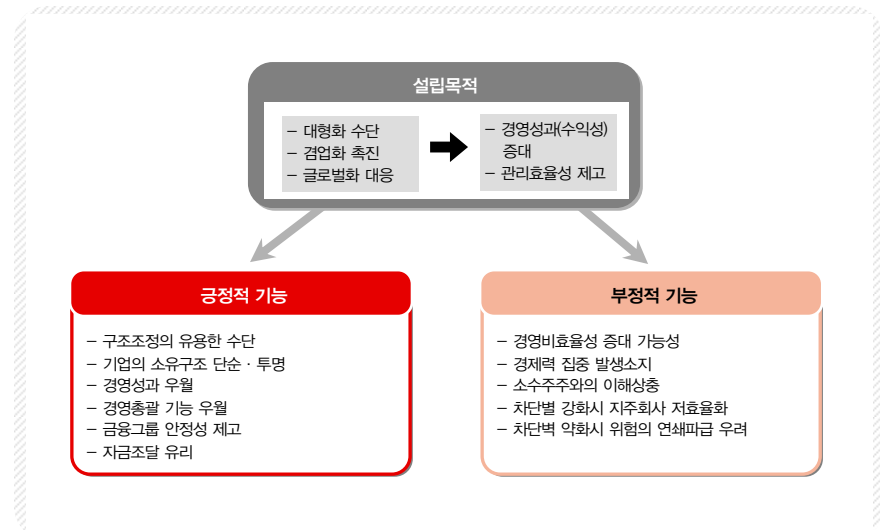 설립목적
– 대형화 수단
– 겸업화 촉진
– 글로벌화 대응
– 경영성과(수익성)
증대
– 관리효율성 제고
긍정적 기능
– 구조조정의 유용한 수단
– 기업의 소유구조 단순 · 투명
– 경영성과 우월
– 경영총괄 기능 우월
– 금융그룹 안정성 제고
– 자금조달 유리
부정적 기능
– 경영비효율성 증대 가능성
– 경제력 집중 발생소지
– 소수주주와의 이해상충
– 차단별 강화시 지주회사 저효율화
– 차단벽 약화시 위험의 연쇄파급 우려